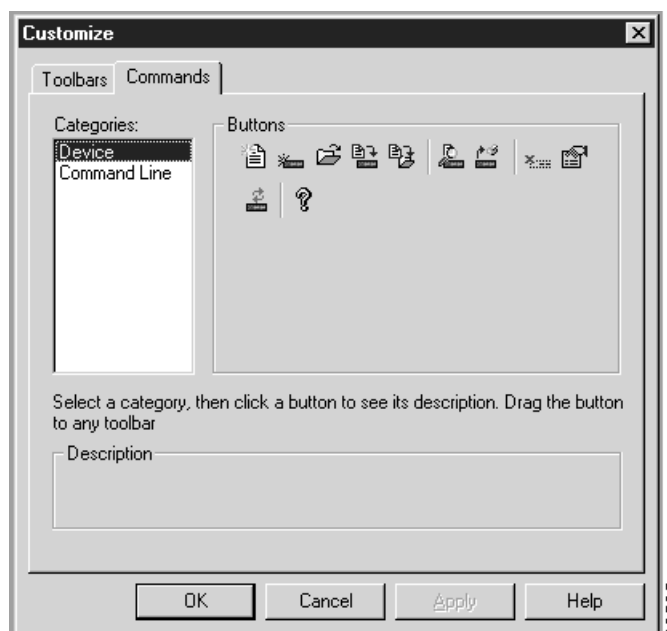 Customize
Toolbars Commands
Categories:
Buttons
Device
Command Line
Select a category, then click a button to see its description. Drag the button
to any toolbar
Description
OK Cancel Apply Help